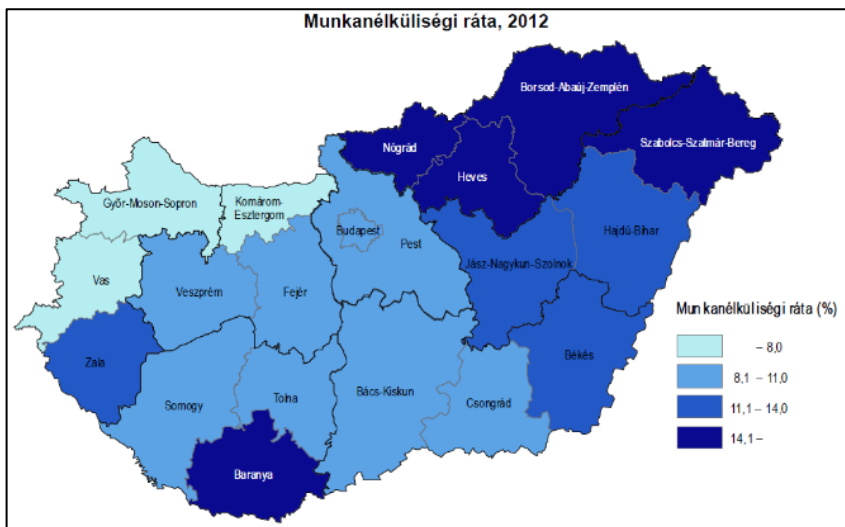 Munkanélküliségi ráta, 2012
Borsod-Abaúj-Zemplén
Szabolcs-Szatmár-Bereg
Nógrád
Heves
Győr-Moson-Sopron
Komárom-
Esztergom
Budapest
Pest
Hajdú-Bihar
Jász-Nagykun-Szolnok
Vas
Veszprém
Fejér
Zala
Somogy
Tolna
Bács-Kiskun
Csongrád
Békés
Baranya
Munkanélküliségi ráta (%)
– 8,0
8,1 – 11,0
11,1 – 14,0
14,1 –